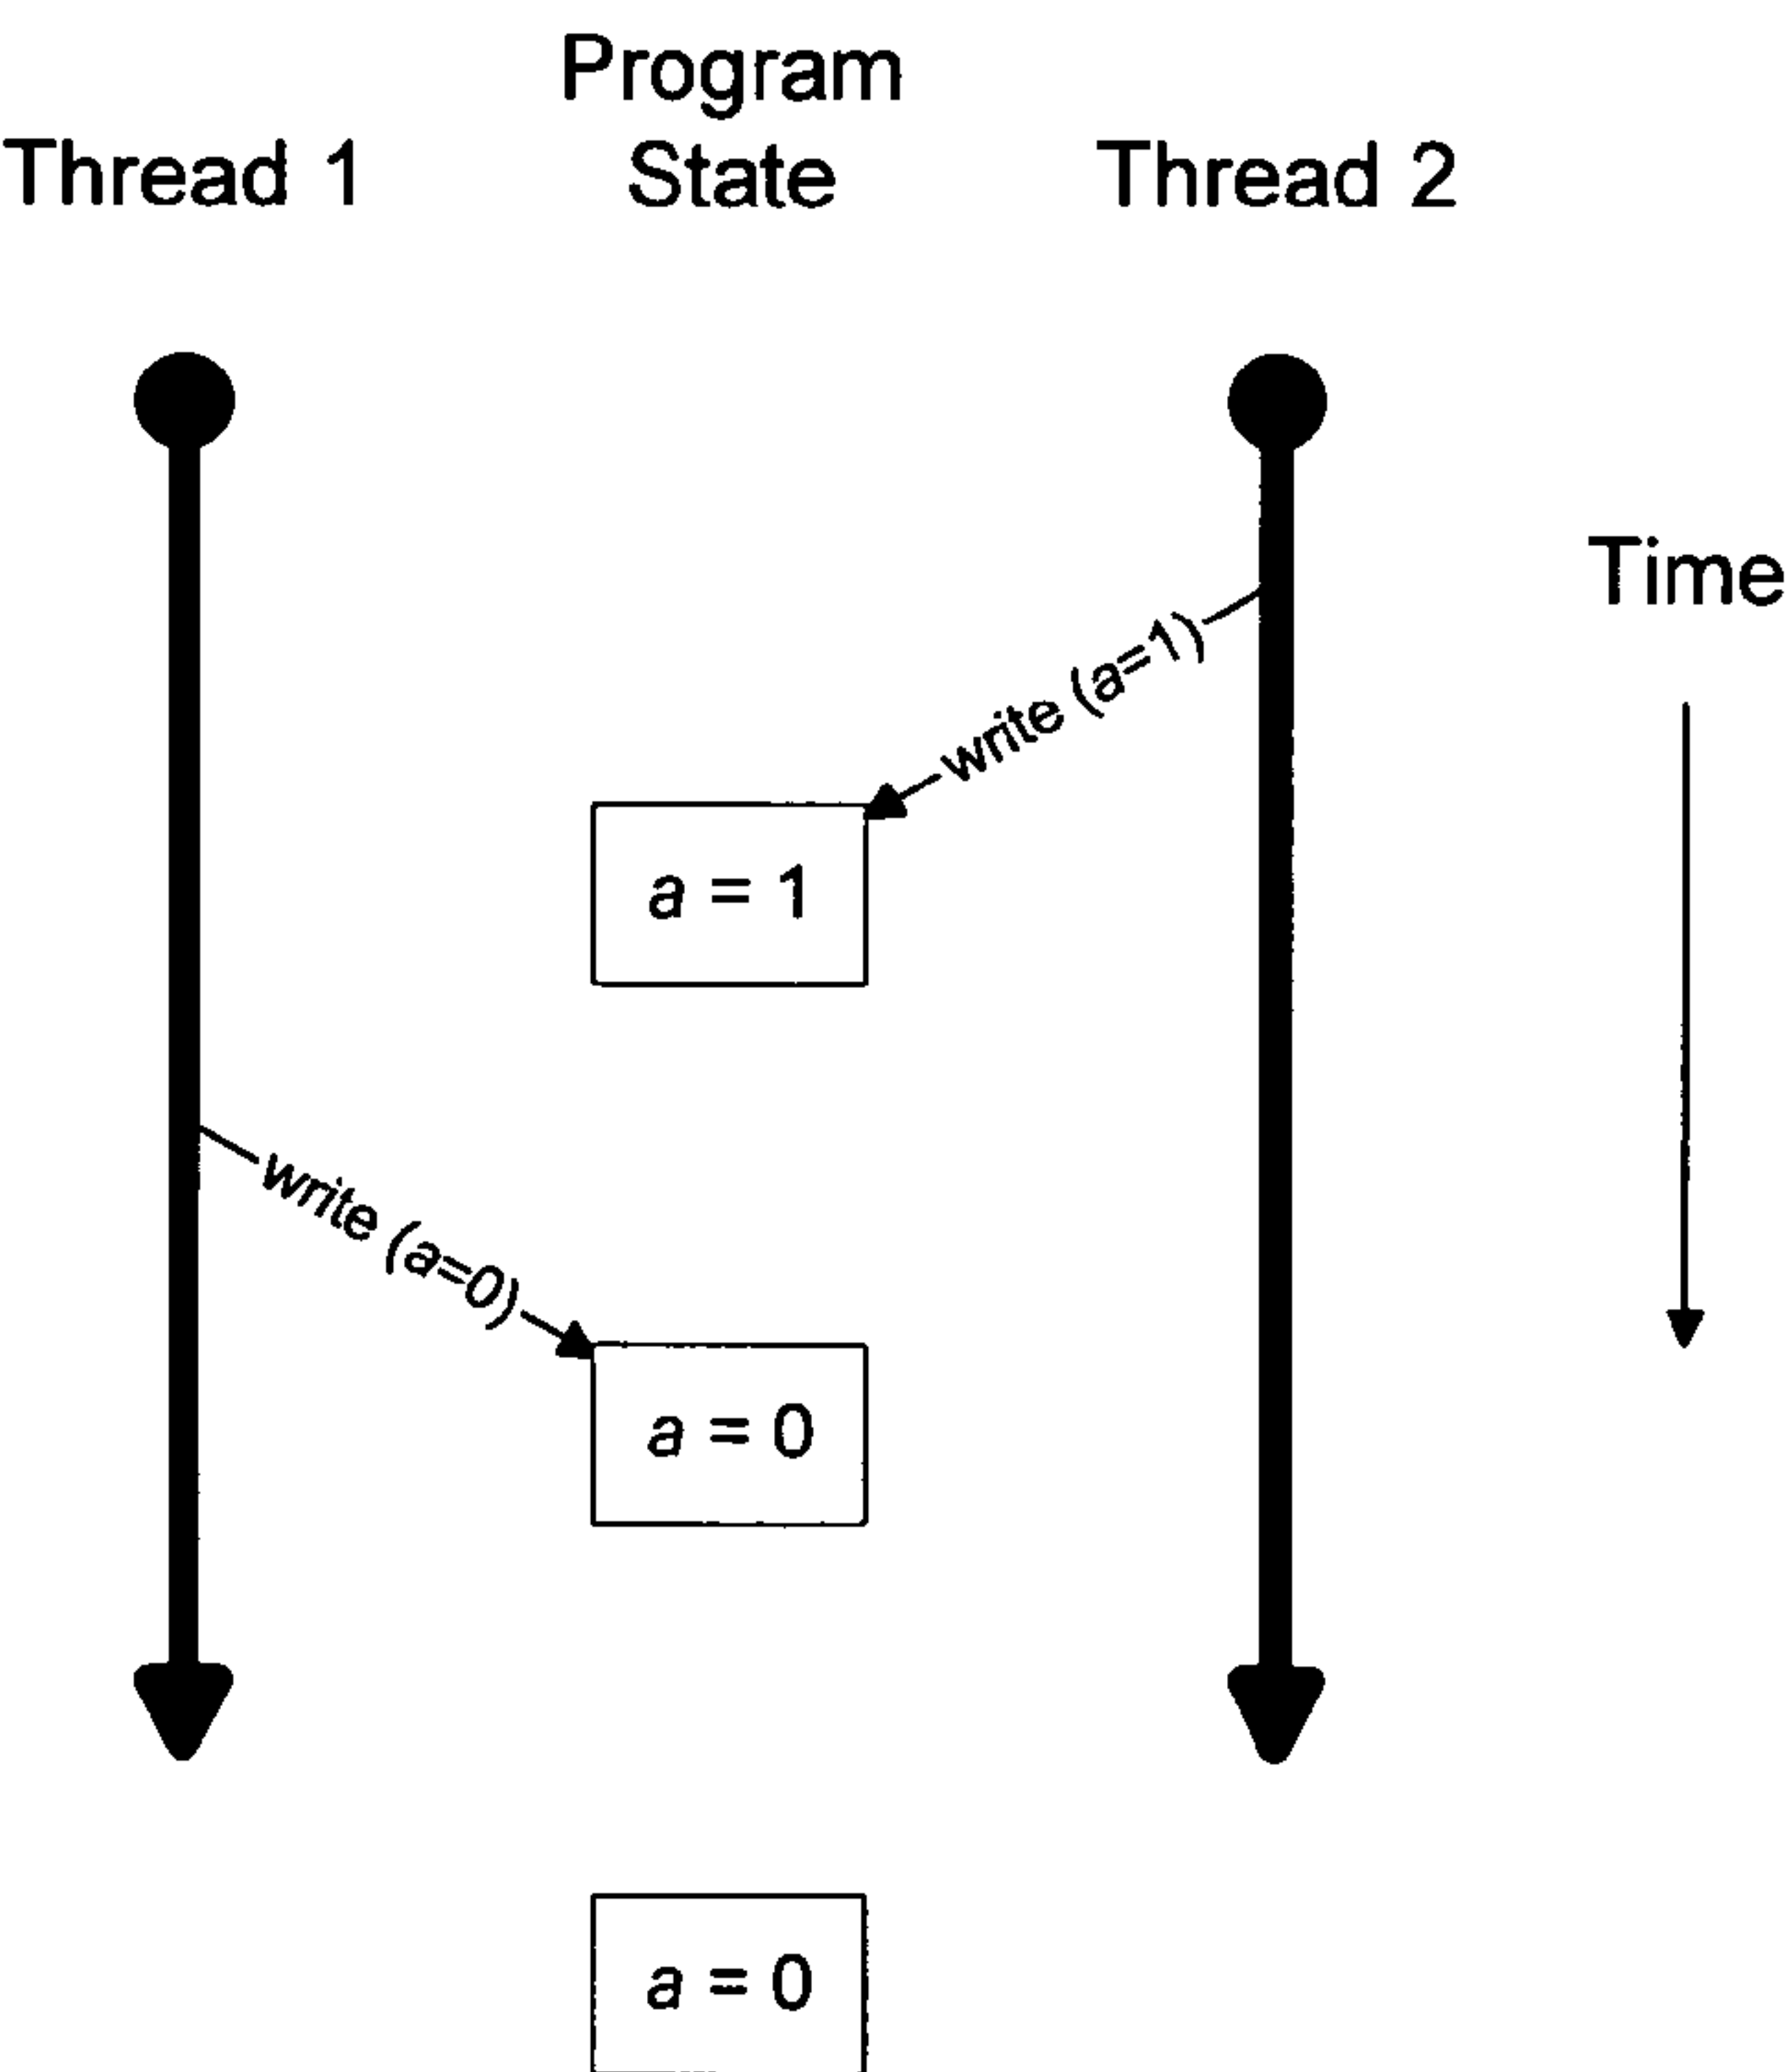 Program
Thread 1 State Thread 2
Time
write (a=1)
a = 1
write (a=0)
a = 0
a = 0